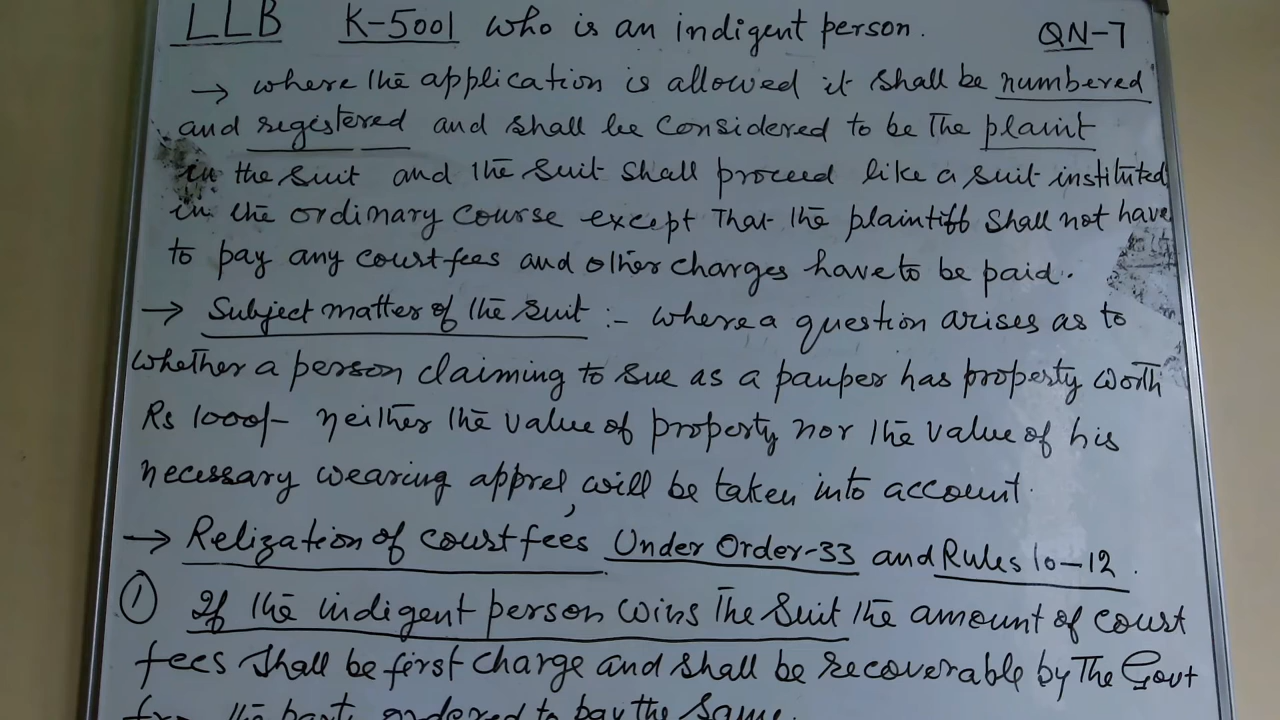 LLB K-5001 who is an indigent person. QN-7
→ where the application is allowed it shall be numbered
and registered and shall be considered to be the plaint
in the suit and the suit shall proceed like a suit instituted
in the ordinary course except that the plaintiff shall not have
to pay any court fees and other charges have to be paid.
→ Subject matter of the suit :- where a question arises as to
whether a person claiming to sue as a pauper has property worth
Rs 1000/- neither the value of property nor the value of his
necessary wearing apprel, will be taken into account.
→ Relization of court fees Under Order-33 and Rules 10-12.
① If the indigent person wins the suit the amount of court
fees shall be first charge and shall be recoverable by the Govt
the party ordered to pay the same.